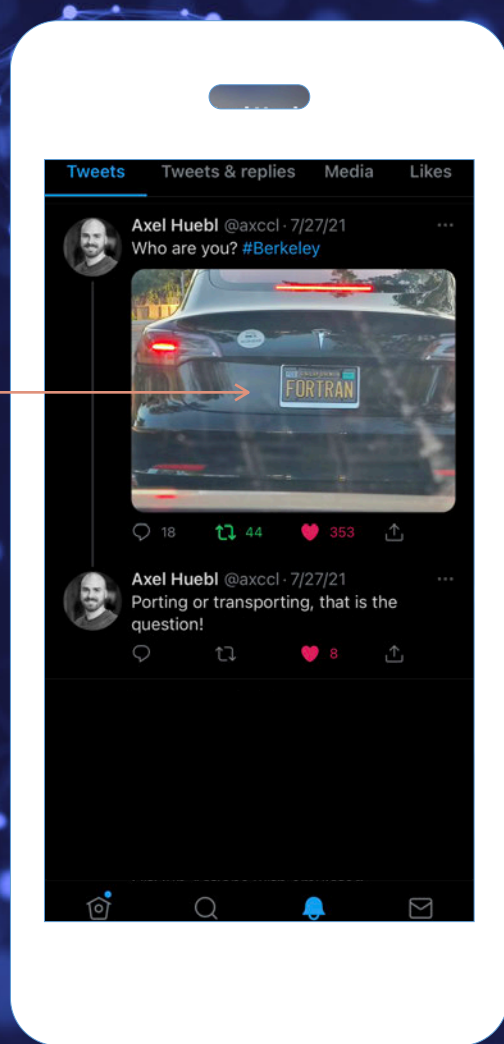 Tweets Tweets & replies Media Likes
Axel Huebl @axccl · 7/27/21
Who are you? #Berkeley
FORTRAN
18 44 353
Axel Huebl @axccl · 7/27/21
Porting or transporting, that is the
question!
8